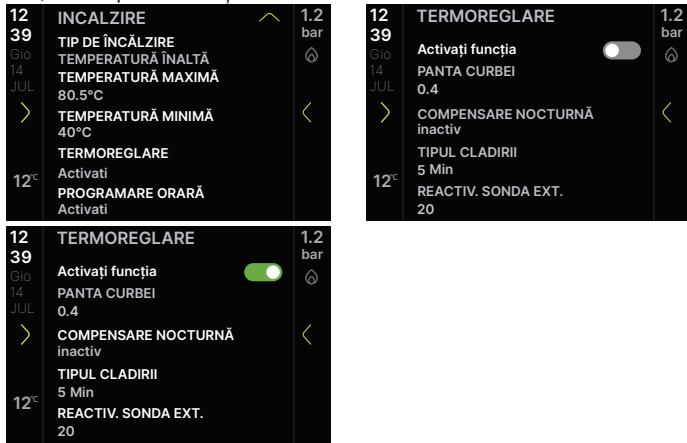 12
39
Gio
14
JUL
12°C
INCALZIRE
TIP DE ÎNCĂLZIRE
TEMPERATURĂ ÎNALTĂ
TEMPERATURĂ MAXIMĂ
80.5°C
TEMPERATURĂ MINIMĂ
40°C
TERMOREGLARE
Activati
PROGRAMARE ORARĂ
Activati
1.2
bar
12
39
Gio
14
JUL
12°C
TERMOREGLARE
Activați funcția
PANTA CURBEI
0.4
COMPENSARE NOCTURNĂ
inactiv
TIPUL CLADIRII
5 Min
REACTIV. SONDA EXT.
20
1.2
bar
12
39
Gio
14
JUL
12°C
TERMOREGLARE
Activați funcția
PANTA CURBEI
0.4
COMPENSARE NOCTURNĂ
inactiv
TIPUL CLADIRII
5 Min
REACTIV. SONDA EXT.
20
1.2
bar